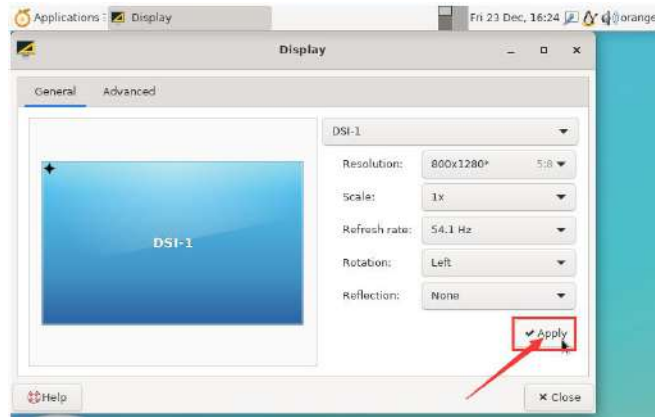 Applications Display Fri 23 Dec, 16:24 orange
Display
General Advanced
DSI-1
Resolution: 800x1280* 5:8
Scale: 1x
Refresh rate: 54.1 Hz
DSI-1
Rotation: Left
Reflection: None
Apply
Help Close